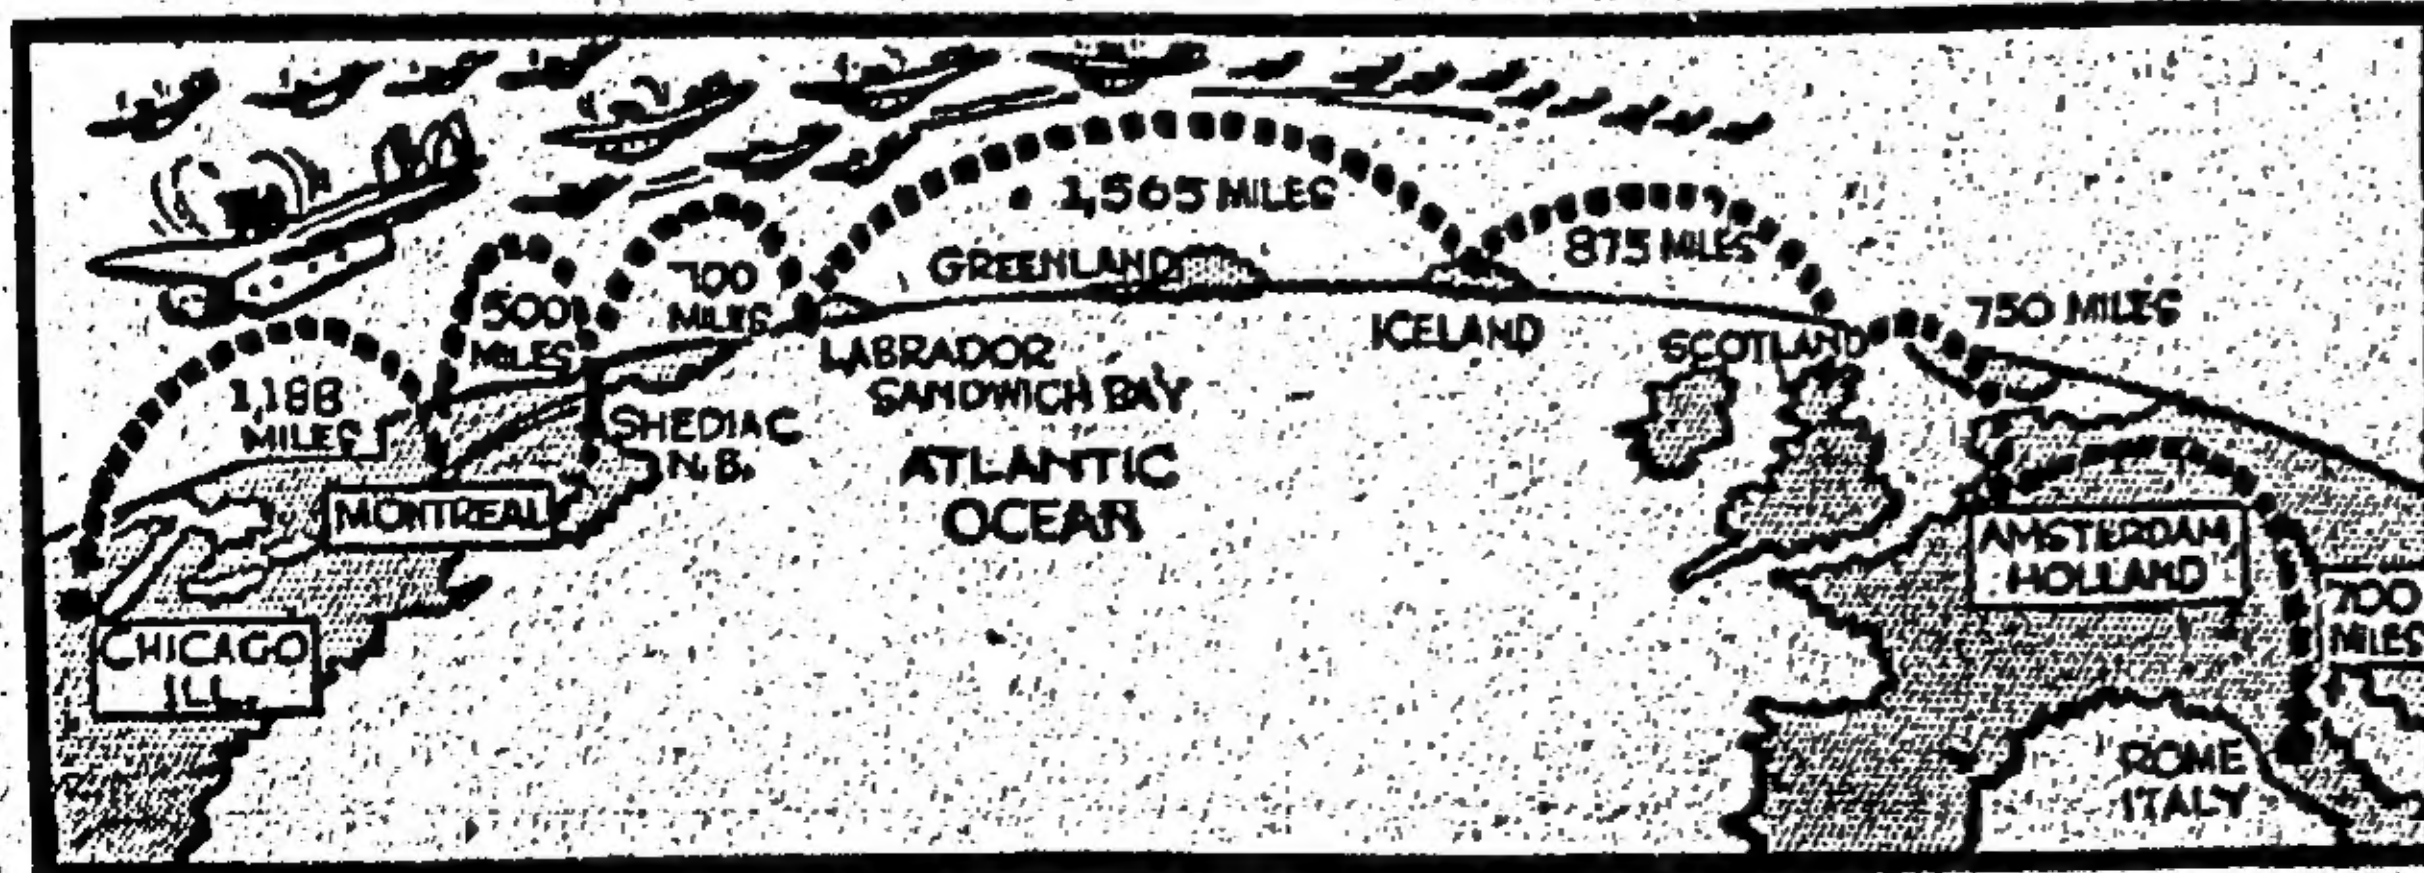 1,188
MILES
500
MILES
700
MILES
1,565 MILES
875 MILES
750 MILES
GREENLAND
ICELAND
SCOTLAND
LABRADOR
SANDWICH BAY
SHEDIAC
N.B.
ATLANTIC
OCEAN
MONTREAL
CHICAGO
ILL.
AMSTERDAM
HOLLAND
700
MILES
ROME
ITALY